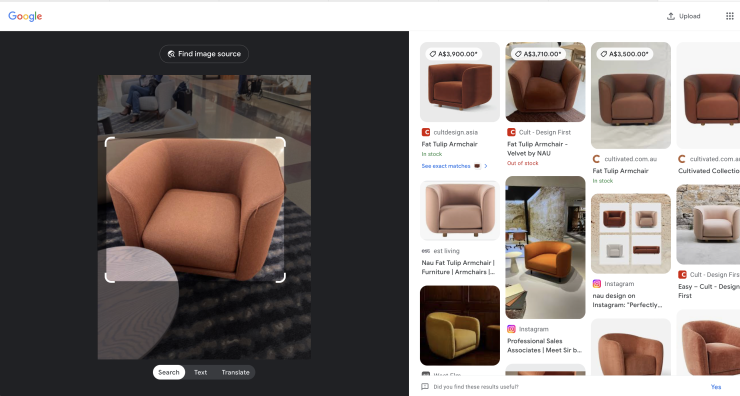 Google
Upload
Find image source
Search
Text
Translate
A$3,900.00*
cultdesign.asia
Fat Tulip Armchair
In stock
See exact matches
est living
Nau Fat Tulip Armchair |
Furniture | Armchairs |...
A$3,710.00*
Cult - Design First
Fat Tulip Armchair -
Velvet by NAU
Out of stock
Instagram
Professional Sales
Associates | Meet Sir b...
A$3,500.00*
cultivated.com.au
Fat Tulip Armchair
In stock
Instagram
nau design on
Instagram: "Perfectly...
cultivated.com.a
Cultivated Collectio
Cult - Design Firs
Easy – Cult - Design
First
Did you find these results useful?
Yes